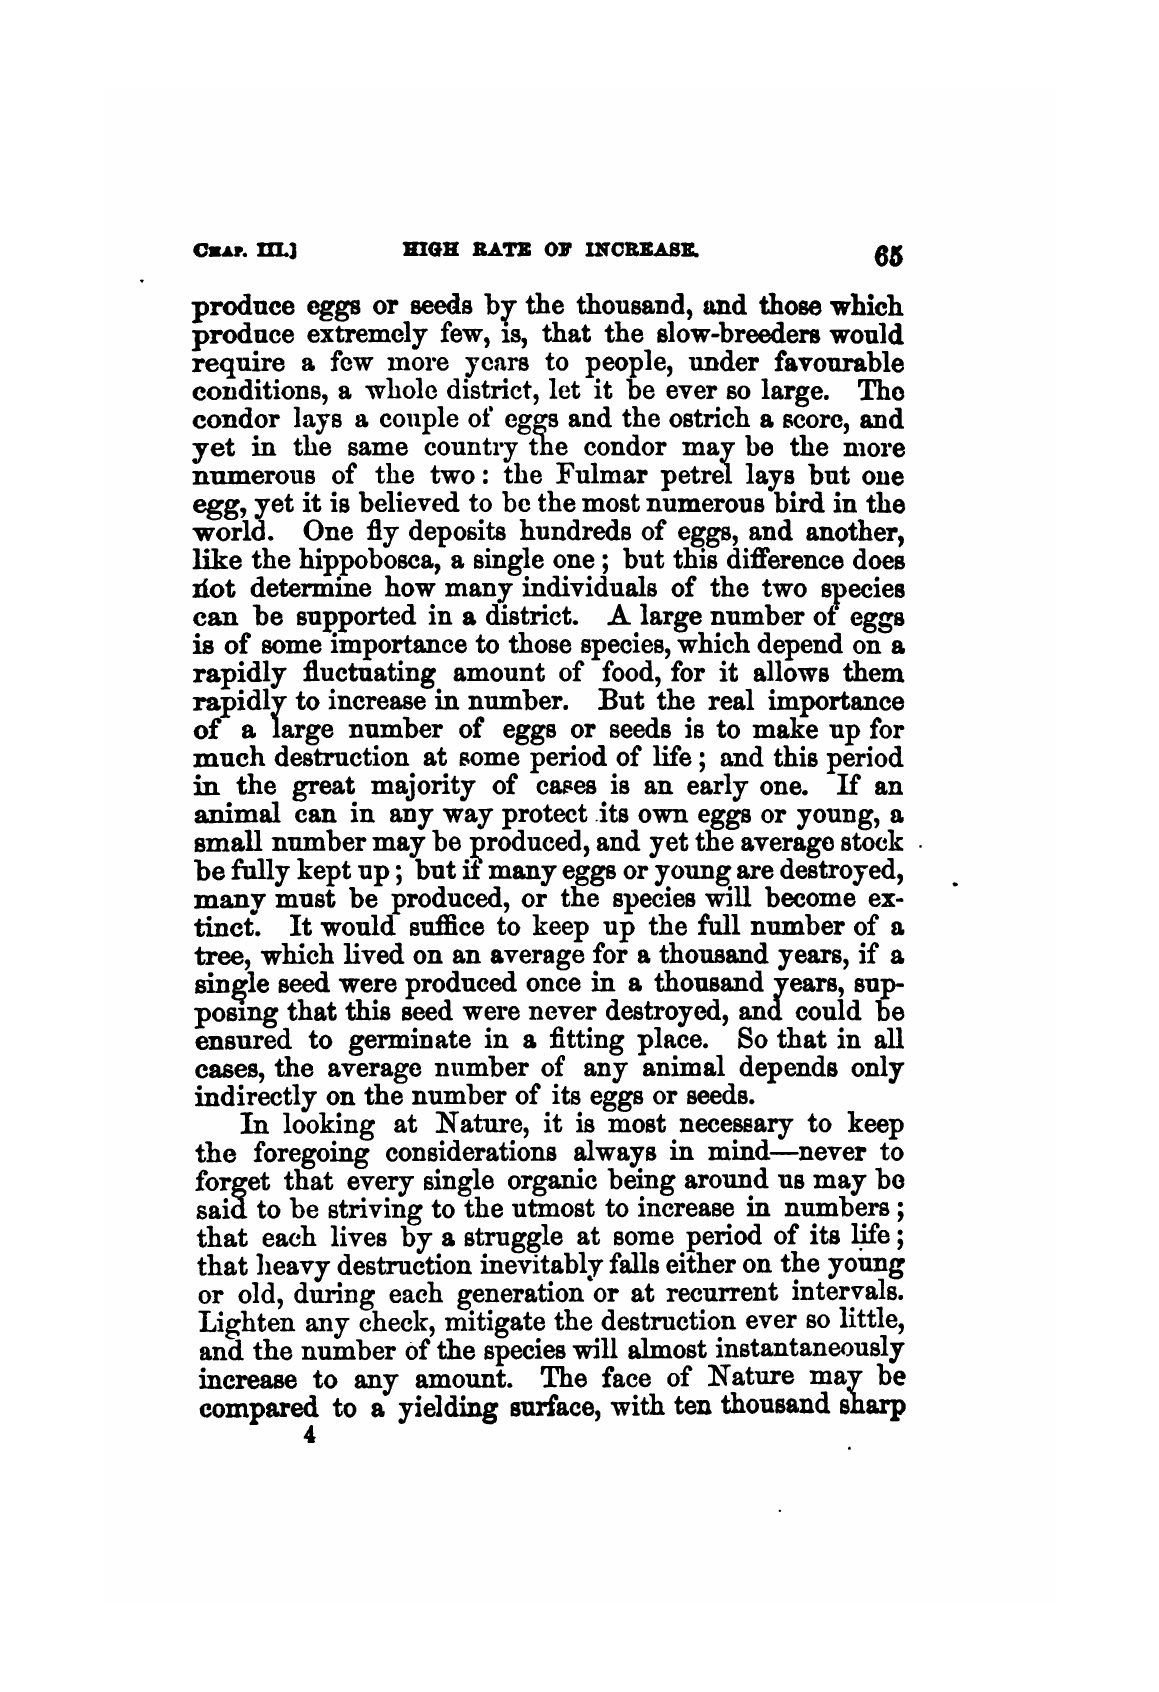 CHAP. III.] HIGH RATE OF INCREASE. 65
produce eggs or seeds by the thousand, and those which
produce extremely few, is, that the slow-breeders would
require a few more years to people, under favourable
conditions, a whole district, let it be ever so large. The
condor lays a couple of eggs and the ostrich a score, and
yet in the same country the condor may be the more
numerous of the two: the Fulmar petrel lays but one
egg, yet it is believed to be the most numerous bird in the
world. One fly deposits hundreds of eggs, and another,
like the hippobosca, a single one; but this difference does
not determine how many individuals of the two species
can be supported in a district. A large number of eggs
is of some importance to those species, which depend on a
rapidly fluctuating amount of food, for it allows them
rapidly to increase in number. But the real importance
of a large number of eggs or seeds is to make up for
much destruction at some period of life; and this period
in the great majority of cases is an early one. If an
animal can in any way protect its own eggs or young, a
small number may be produced, and yet the average stock
be fully kept up; but if many eggs or young are destroyed,
many must be produced, or the species will become ex-
tinct. It would suffice to keep up the full number of a
tree, which lived on an average for a thousand years, if a
single seed were produced once in a thousand years, sup-
posing that this seed were never destroyed, and could be
ensured to germinate in a fitting place. So that in all
cases, the average number of any animal depends only
indirectly on the number of its eggs or seeds.
In looking at Nature, it is most necessary to keep
the foregoing considerations always in mind—never to
forget that every single organic being around us may be
said to be striving to the utmost to increase in numbers;
that each lives by a struggle at some period of its life;
that heavy destruction inevitably falls either on the young
or old, during each generation or at recurrent intervals.
Lighten any check, mitigate the destruction ever so little,
and the number of the species will almost instantaneously
increase to any amount. The face of Nature may be
compared to a yielding surface, with ten thousand sharp
4